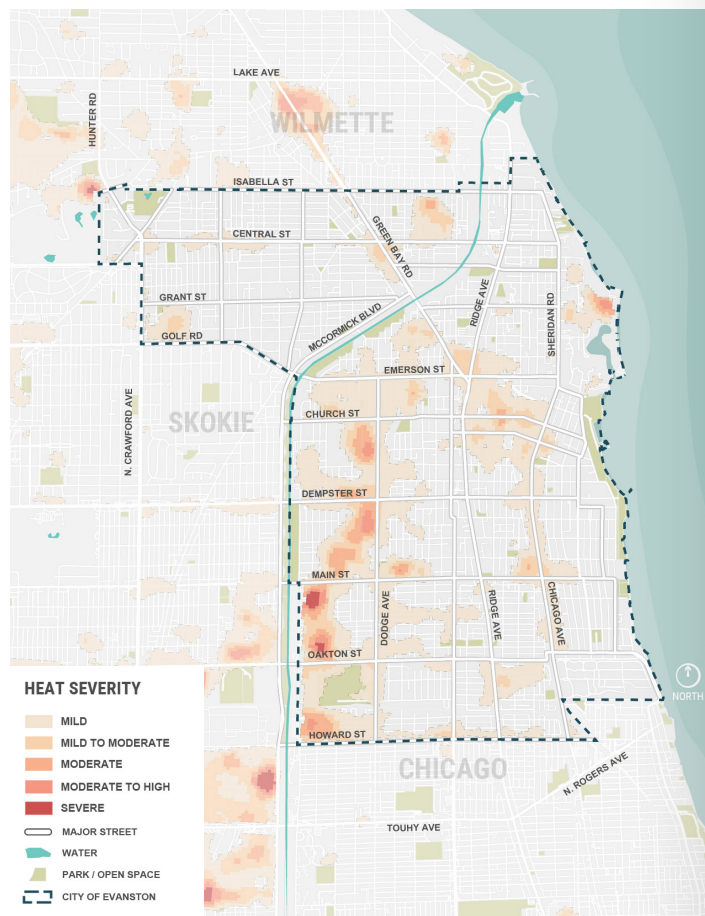 LAKE AVE
HUNTER RD
WILMETTE
ISABELLA ST
CENTRAL ST
GREEN BAY RD
GRANT ST
RIDGE AVE
MCCORMICK BLVD
SHERIDAN RD
GOLF RD
EMERSON ST
N. CRAWFORD AVE
SKOKIE
CHURCH ST
DEMPSTER ST
MAIN ST
DODGE AVE
RIDGE AVE
CHICAGO AVE
OAKTON ST
NORTH
HOWARD ST
CHICAGO
N. ROGERS AVE
TOUHY AVE
HEAT SEVERITY
MILD
MILD TO MODERATE
MODERATE
MODERATE TO HIGH
SEVERE
MAJOR STREET
WATER
PARK / OPEN SPACE
CITY OF EVANSTON